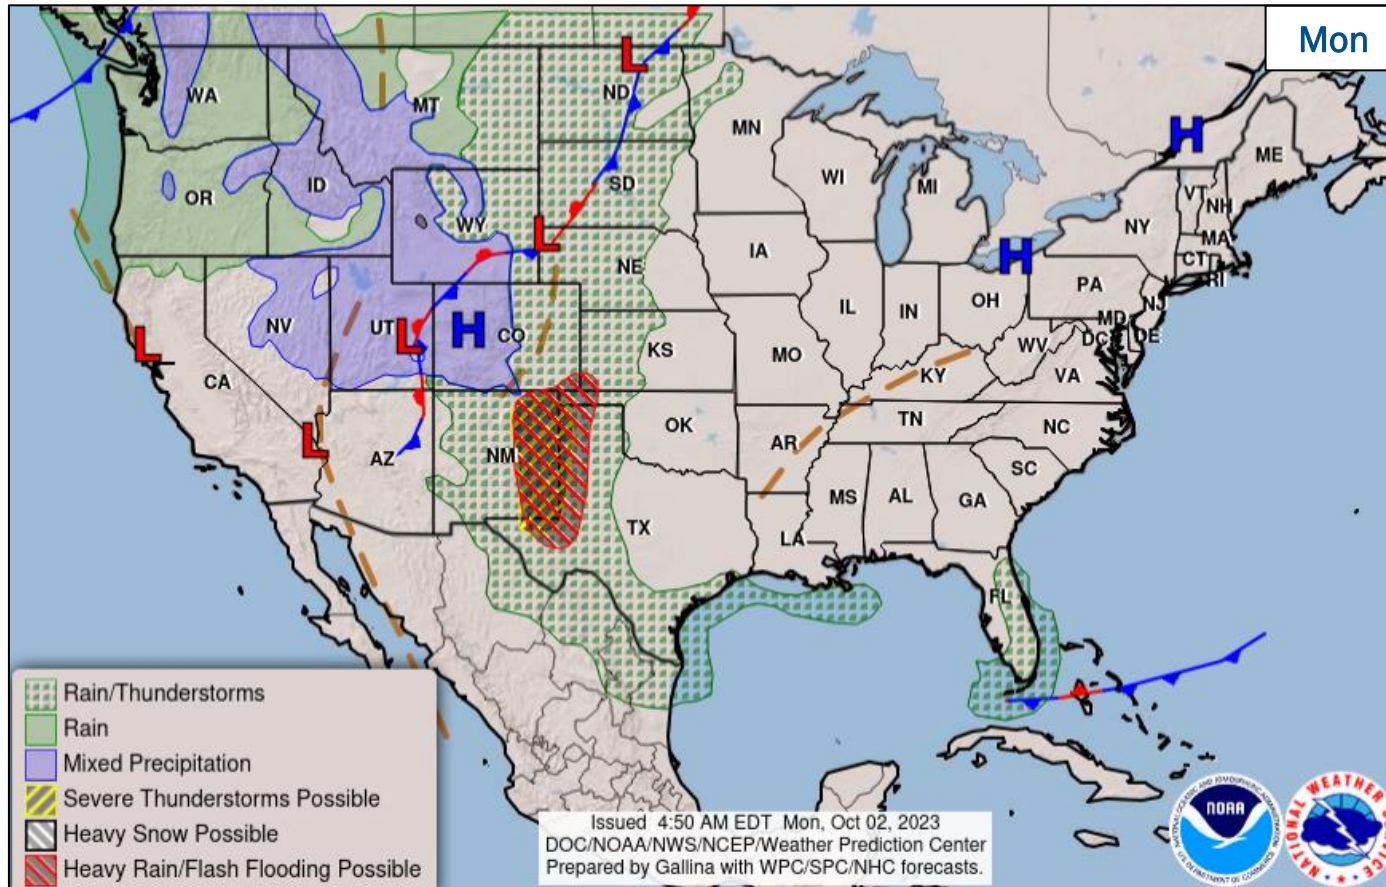 Mon
L
ND
WA
MT
MN
H
ME
OR
ID
WY
SD
WI
MI
VT
NH
NY
MA
CT
RI
L
NE
IA
H
PA
NV
UT
L
H
CO
KS
IL
IN
OH
NJ
MD
DE
DC
WV
VA
L
CA
MO
KY
L
AZ
NM
OK
AR
TN
NC
SC
TX
LA
MS
AL
GA
FL
Rain/Thunderstorms
Rain
Mixed Precipitation
Severe Thunderstorms Possible
Heavy Snow Possible
Heavy Rain/Flash Flooding Possible
Issued 4:50 AM EDT Mon, Oct 02, 2023
DOC/NOAA/NWS/NCEP/Weather Prediction Center
Prepared by Gallina with WPC/SPC/NHC forecasts.
NOAA
NATIONAL WEATHER